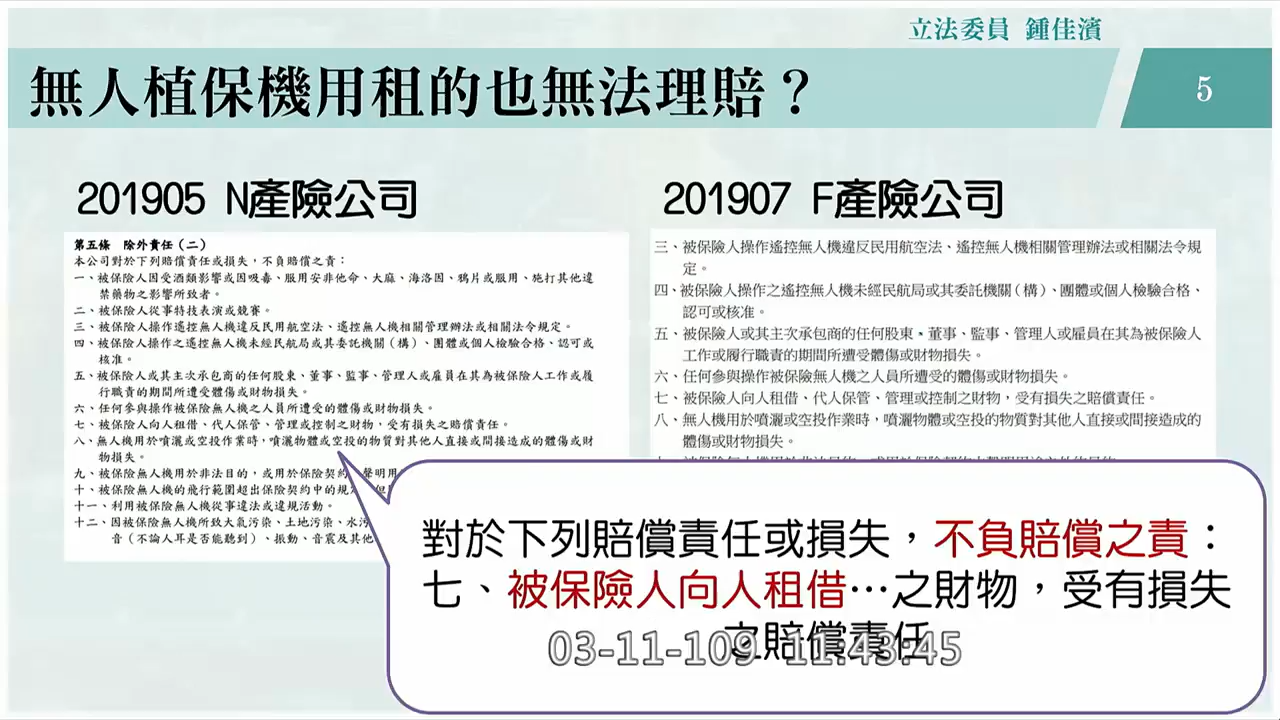 立法委員 鍾佳濱
無人植保機用租的也無法理賠？
5
201905 N產險公司
第五條 除外責任（二）
本公司對於下列賠償責任或損失，不負賠償之責：
一、被保險人因受酒類影響或因吸毒、服用安非他命、大麻、海洛因、鴉片或服用、施打其他違
禁藥物之影響所致者。
二、被保險人從事特技表演或競賽。
三、被保險人操作遙控無人機違反民用航空法、遙控無人機相關管理辦法或相關法令規定。
四、被保險人操作之遙控無人機未經民航局或其委託機關（構）、團體或個人檢驗合格、認可或
核准。
五、被保險人或其主次承包商的任何股東、董事、監事、管理人或雇員在其為被保險人工作或履
行職責的期間所遭受體傷或財物損失。
六、任何參與操作被保險無人機之人員所遭受的體傷或財物損失。
七、被保險人向人租借、代人保管、管理或控制之財物，受有損失之賠償責任。
八、無人機用於噴灑或空投作業時，噴灑物體或空投的物質對其他人直接或間接造成的體傷或財
物損失。
九、被保險無人機用於非法目的，或用於保險契約 聲明用
十、被保險無人機的飛行範圍超出保險契約中的規 但
十一、利用被保險無人機從事違法或違規活動。
十二、因被保險無人機所致大氣污染、土地污染、水汙
音（不論人耳是否能聽到）、振動、音震及其他
201907 F產險公司
三、被保險人操作遙控無人機違反民用航空法、遙控無人機相關管理辦法或相關法令規
定。
四、被保險人操作之遙控無人機未經民航局或其委託機關（構）、團體或個人檢驗合格、
認可或核准。
五、被保險人或其主次承包商的任何股東、董事、監事、管理人或雇員在其為被保險人
工作或履行職責的期間所遭受體傷或財物損失。
六、任何參與操作被保險無人機之人員所遭受的體傷或財物損失。
七、被保險人向人租借、代人保管、管理或控制之財物，受有損失之賠償責任。
八、無人機用於噴灑或空投作業時，噴灑物體或空投的物質對其他人直接或間接造成的
體傷或財物損失。
對於下列賠償責任或損失，不負賠償之責：
七、被保險人向人租借…之財物，受有損失
之賠償責任
03-11-109 11:43:45